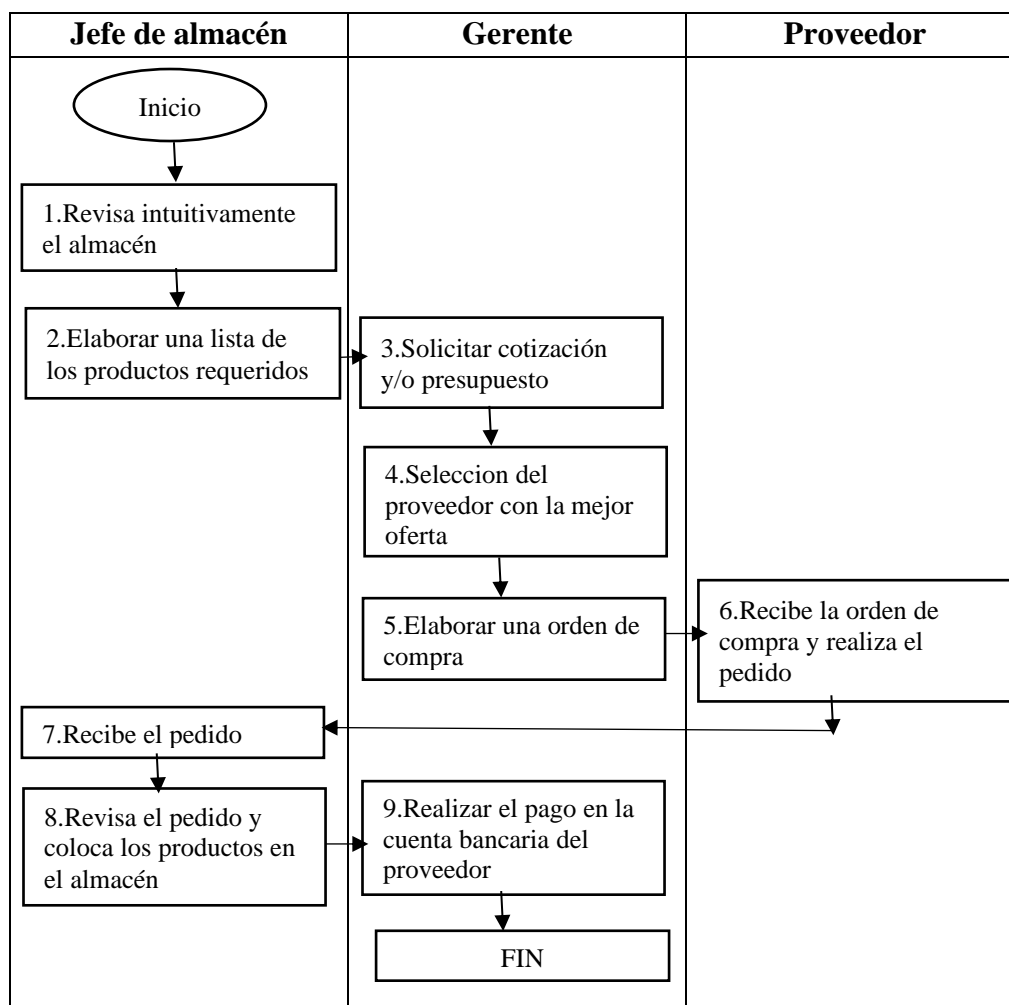 Jefe de almacén
Gerente
Proveedor
Inicio
1.Revisa intuitivamente
el almacén
2.Elaborar una lista de
los productos requeridos
3.Solicitar cotización
y/o presupuesto
4.Seleccion del
proveedor con la mejor
oferta
5.Elaborar una orden de
compra
6.Recibe la orden de
compra y realiza el
pedido
7.Recibe el pedido
8.Revisa el pedido y
coloca los productos en
el almacén
9.Realizar el pago en la
cuenta bancaria del
proveedor
FIN